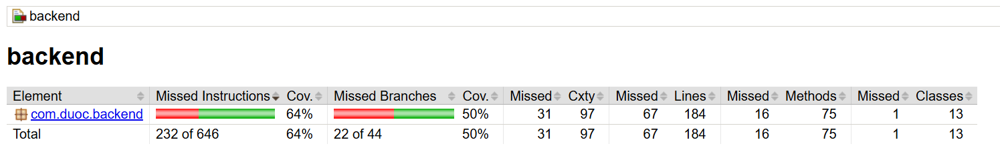 backend
backend
Element Missed Instructions Cov. Missed Branches Cov. Missed Cxty Missed Lines Missed Methods Missed Classes
com.duoc.backend 64% 50% 31 97 67 184 16 75 1 13
Total 232 of 646 64% 22 of 44 50% 31 97 67 184 16 75 1 13